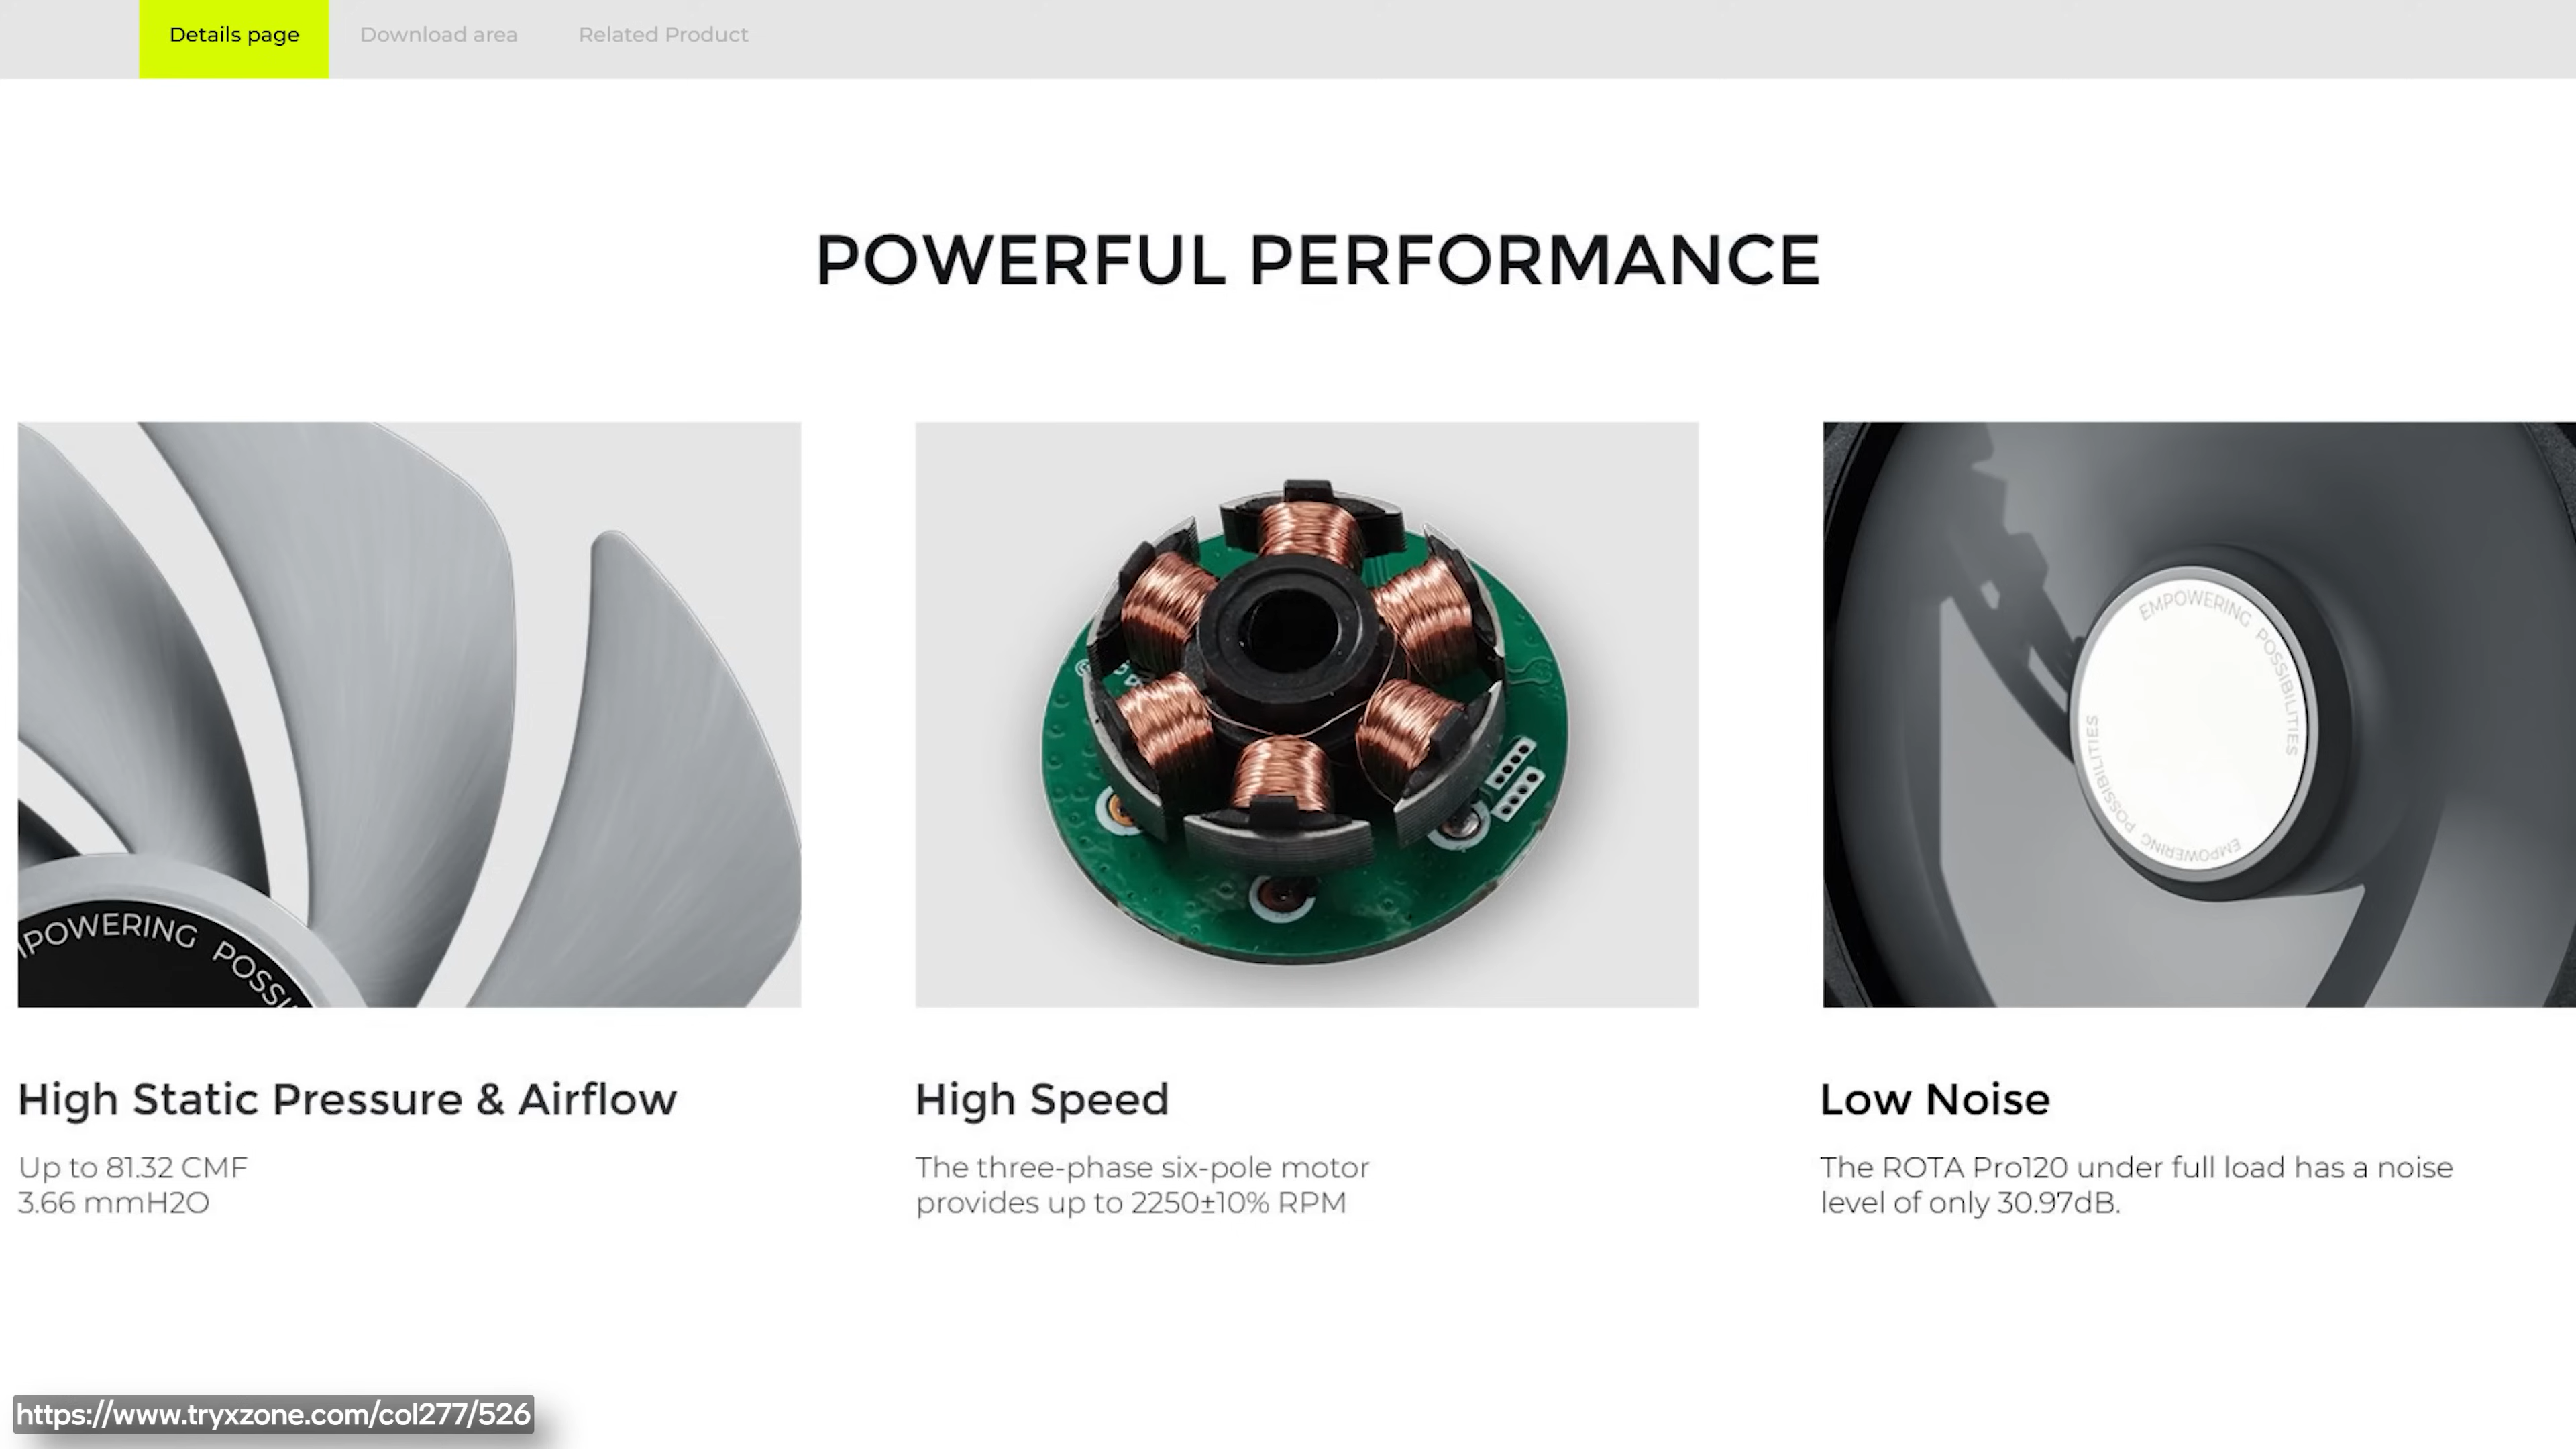 Details page
Download area
Related Product
POWERFUL PERFORMANCE
POWERING POSSI
EMPOWERING POSSIBILITIES
EMPOWERING POSSIBILITIES
High Static Pressure & Airflow
Up to 81.32 CMF
3.66 mmH2O
High Speed
The three-phase six-pole motor
provides up to 2250±10% RPM
Low Noise
The ROTA Pro120 under full load has a noise
level of only 30.97dB.
https://www.tryxzone.com/col277/526